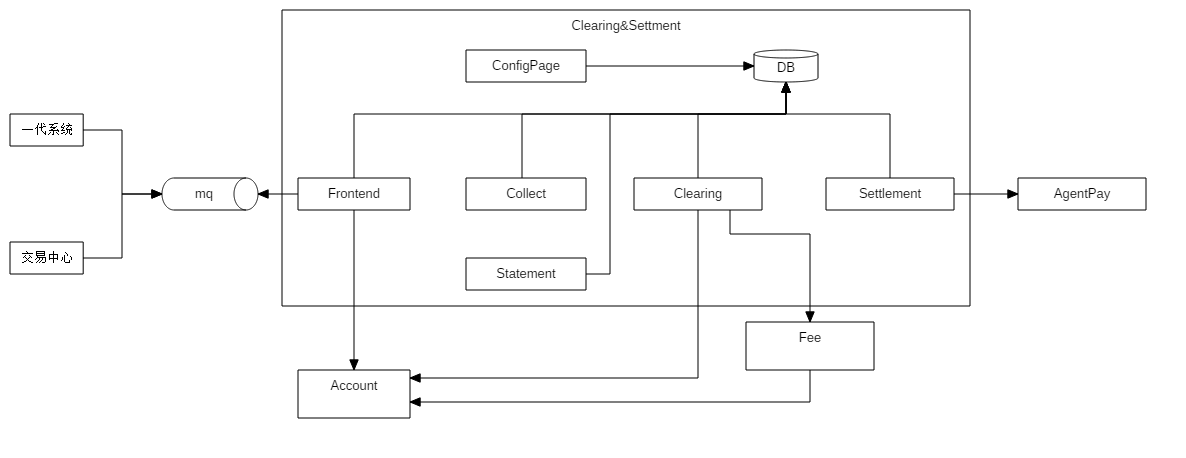 Clearing&Settment
ConfigPage
DB
一代系统
mq
Frontend
Collect
Clearing
Settlement
AgentPay
交易中心
Statement
Fee
Account